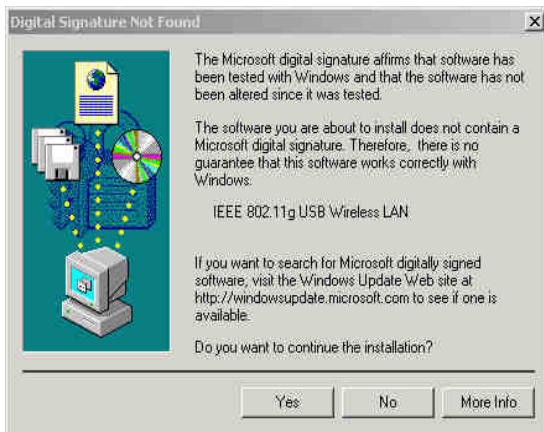 Digital Signature Not Found
The Microsoft digital signature affirms that software has
been tested with Windows and that the software has not
been altered since it was tested.
The software you are about to install does not contain a
Microsoft digital signature. Therefore, there is no
guarantee that this software works correctly with
Windows.
IEEE 802.11g USB Wireless LAN
If you want to search for Microsoft digitally signed
software, visit the Windows Update Web site at
http://windowsupdate.microsoft.com to see if one is
available.
Do you want to continue the installation?
Yes No More Info